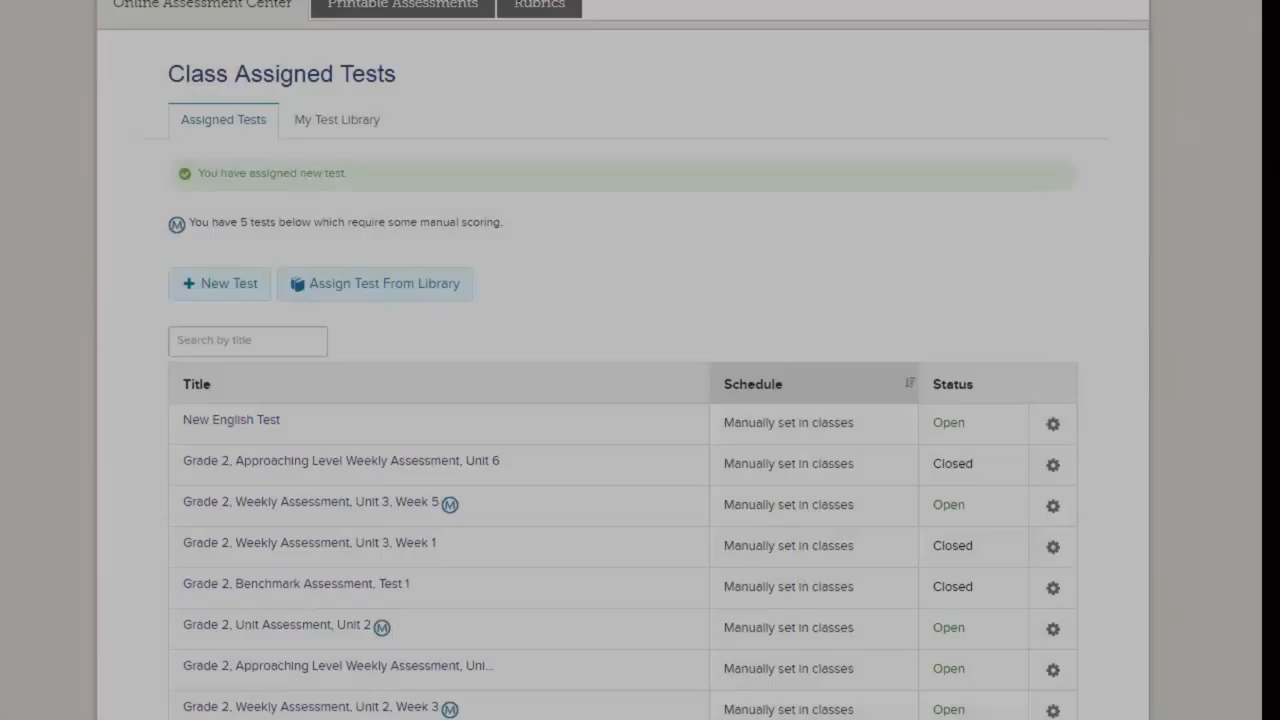 Online Assessment Center Printable Assessments Rubrics
Class Assigned Tests
Assigned Tests My Test Library
You have assigned new test.
M You have 5 tests below which require some manual scoring.
+ New Test Assign Test From Library
Search by title
Title Schedule Status
New English Test Manually set in classes Open
Grade 2, Approaching Level Weekly Assessment, Unit 6 Manually set in classes Closed
Grade 2, Weekly Assessment, Unit 3, Week 5 M Manually set in classes Open
Grade 2, Weekly Assessment, Unit 3, Week 1 Manually set in classes Closed
Grade 2, Benchmark Assessment, Test 1 Manually set in classes Closed
Grade 2, Unit Assessment, Unit 2 M Manually set in classes Open
Grade 2, Approaching Level Weekly Assessment, Uni... Manually set in classes Open
Grade 2, Weekly Assessment, Unit 2, Week 3 M Manually set in classes Open